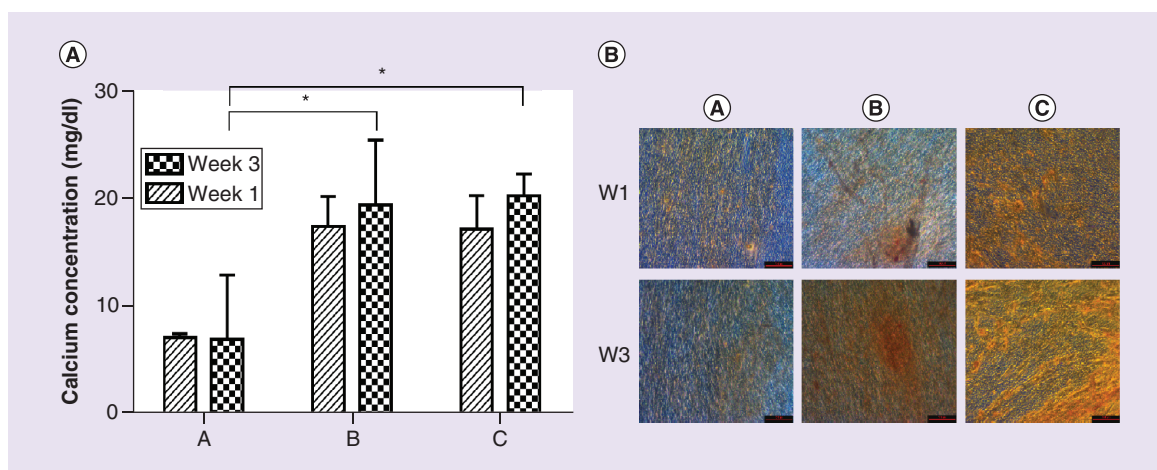 A
B
Calcium concentration (mg/dl)
30
20
10
0
*
*
Week 3
Week 1
A B C
A B C
W1
W3